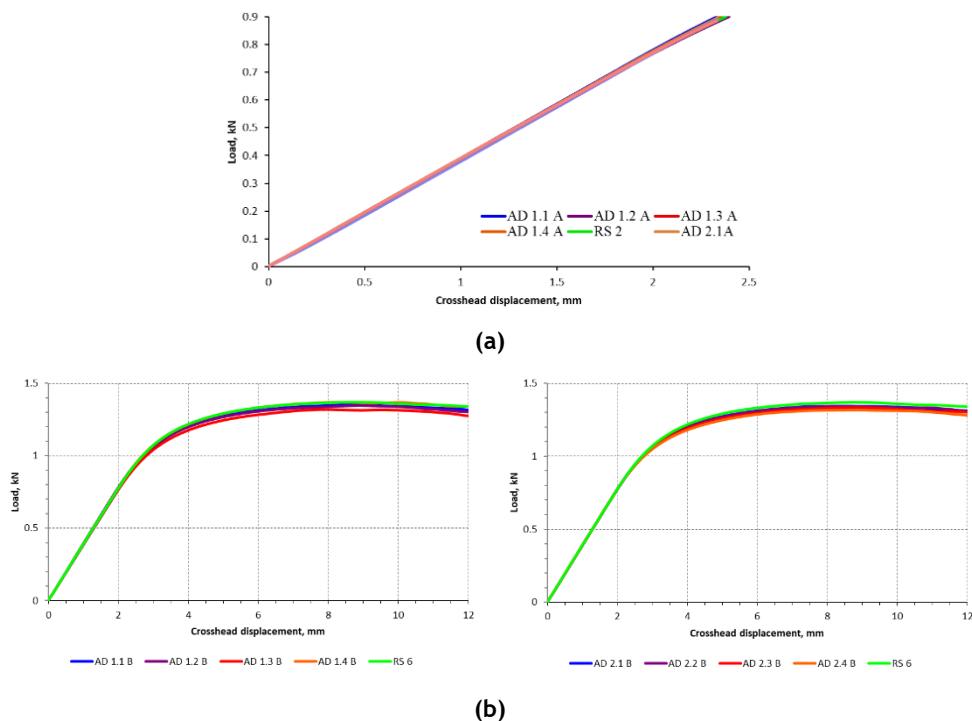 0.9
0.8
0.7
0.6
0.5
0.4
0.3
0.2
0.1
0
Load, kN
AD 1.1 A AD 1.2 A AD 1.3 A
AD 1.4 A RS 2 AD 2.1A
0 0.5 1 1.5 2 2.5
Crosshead displacement, mm
(a)
1.5
1
0.5
0
Load, kN
0 2 4 6 8 10 12
Crosshead displacement, mm
AD 1.1 B AD 1.2 B AD 1.3 B AD 1.4 B RS 6
1.5
1
0.5
0
Load, kN
0 2 4 6 8 10 12
Crosshead displacement, mm
AD 2.1 B AD 2.2 B AD 2.3 B AD 2.4 B RS 6
(b)